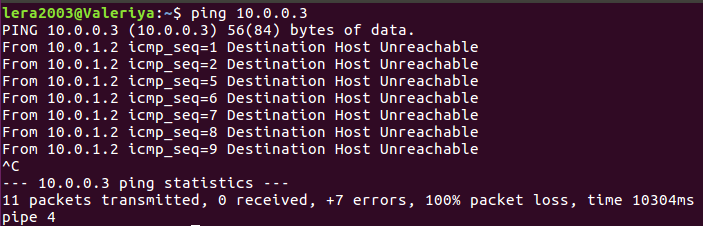 lera2003@Valeriya:~$ ping 10.0.0.3
PING 10.0.0.3 (10.0.0.3) 56(84) bytes of data.
From 10.0.1.2 icmp_seq=1 Destination Host Unreachable
From 10.0.1.2 icmp_seq=2 Destination Host Unreachable
From 10.0.1.2 icmp_seq=5 Destination Host Unreachable
From 10.0.1.2 icmp_seq=6 Destination Host Unreachable
From 10.0.1.2 icmp_seq=7 Destination Host Unreachable
From 10.0.1.2 icmp_seq=8 Destination Host Unreachable
From 10.0.1.2 icmp_seq=9 Destination Host Unreachable
^C
--- 10.0.0.3 ping statistics ---
11 packets transmitted, 0 received, +7 errors, 100% packet loss, time 10304ms
pipe 4